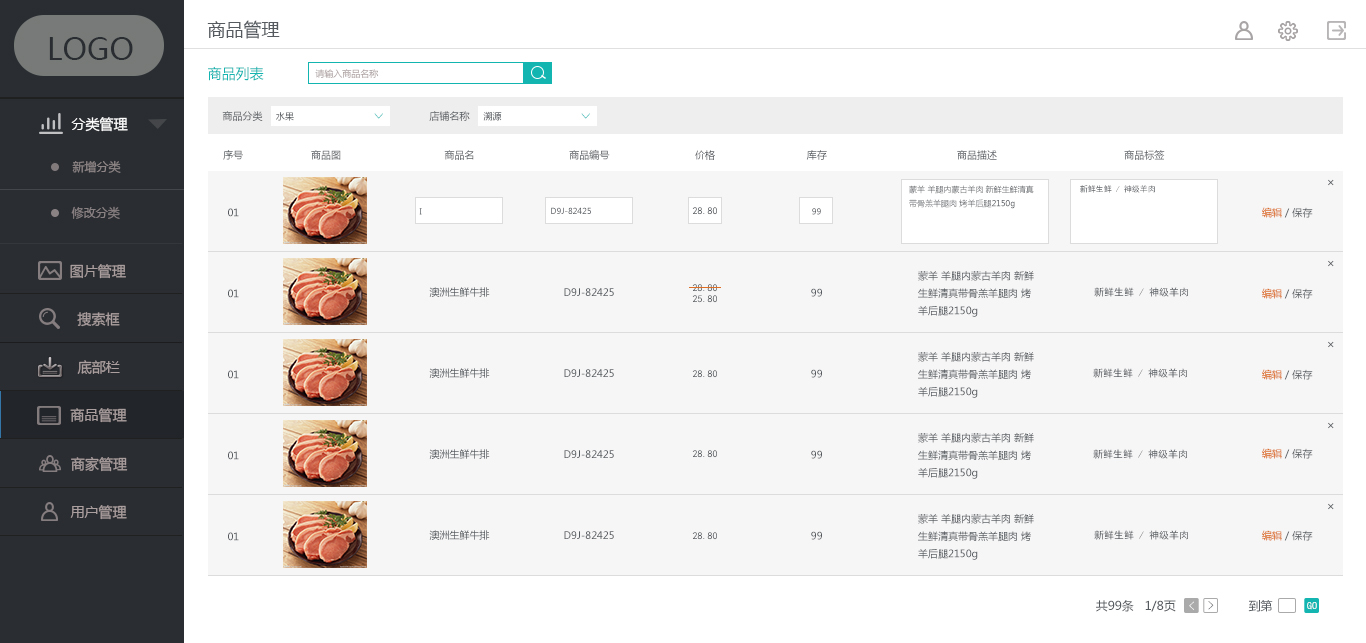 LOGO
分类管理
新增分类
修改分类
图片管理
搜索框
底部栏
商品管理
商家管理
用户管理
商品管理
商品列表
请输入商品名称
商品分类 水果 店铺名称 溯源
序号 商品图 商品名 商品编号 价格 库存 商品描述 商品标签
×
01 I D9J-82425 28.80 99
蒙羊 羊腿内蒙古羊肉 新鲜生鲜清真
带骨羔羊腿肉 烤羊后腿2150g
新鲜生鲜 / 神级羊肉
编辑 / 保存
×
01 澳洲生鲜牛排 D9J-82425
28.80
25.80
99
蒙羊 羊腿内蒙古羊肉 新鲜
生鲜清真带骨羔羊腿肉 烤
羊后腿2150g
新鲜生鲜 / 神级羊肉
编辑 / 保存
×
01 澳洲生鲜牛排 D9J-82425 28.80 99
蒙羊 羊腿内蒙古羊肉 新鲜
生鲜清真带骨羔羊腿肉 烤
羊后腿2150g
新鲜生鲜 / 神级羊肉
编辑 / 保存
×
01 澳洲生鲜牛排 D9J-82425 28.80 99
蒙羊 羊腿内蒙古羊肉 新鲜
生鲜清真带骨羔羊腿肉 烤
羊后腿2150g
新鲜生鲜 / 神级羊肉
编辑 / 保存
×
01 澳洲生鲜牛排 D9J-82425 28.80 99
蒙羊 羊腿内蒙古羊肉 新鲜
生鲜清真带骨羔羊腿肉 烤
羊后腿2150g
新鲜生鲜 / 神级羊肉
编辑 / 保存
共99条 1/8页 < > 到第 GO